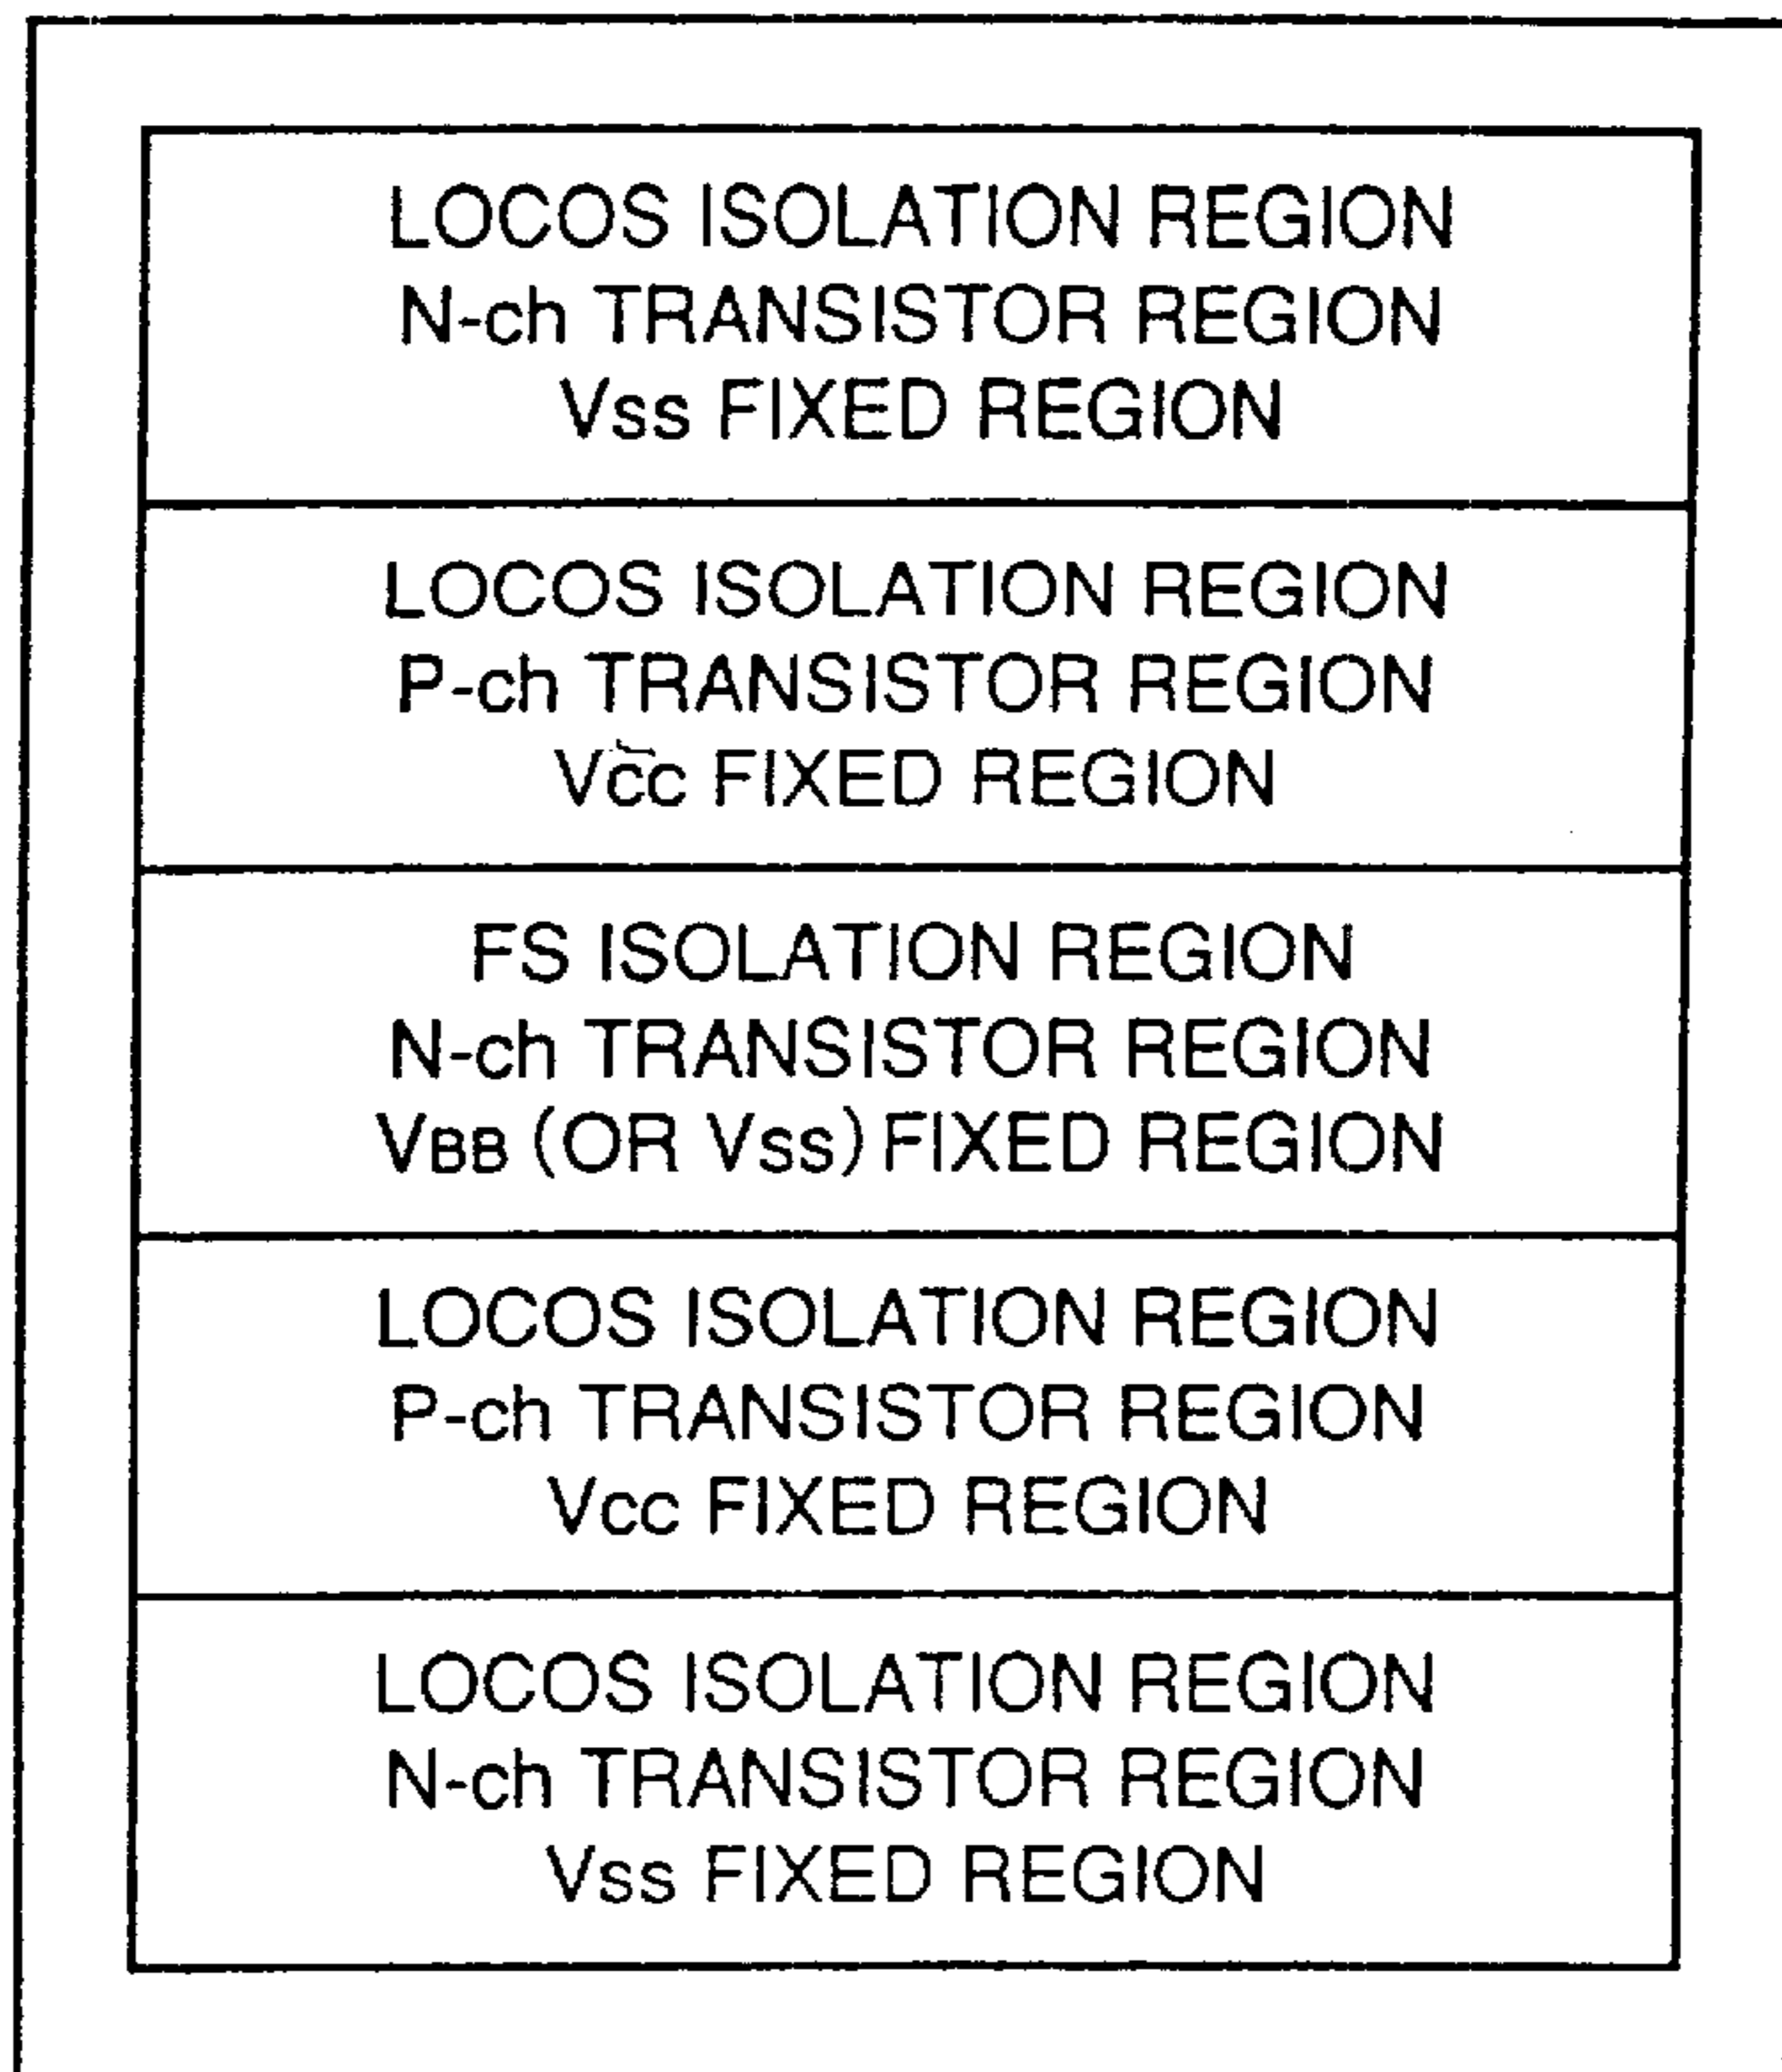 LOCOS ISOLATION REGION
N-ch TRANSISTOR REGION
Vss FIXED REGION
LOCOS ISOLATION REGION
P-ch TRANSISTOR REGION
Vcc FIXED REGION
FS ISOLATION REGION
N-ch TRANSISTOR REGION
VBB (OR Vss) FIXED REGION
LOCOS ISOLATION REGION
P-ch TRANSISTOR REGION
Vcc FIXED REGION
LOCOS ISOLATION REGION
N-ch TRANSISTOR REGION
Vss FIXED REGION